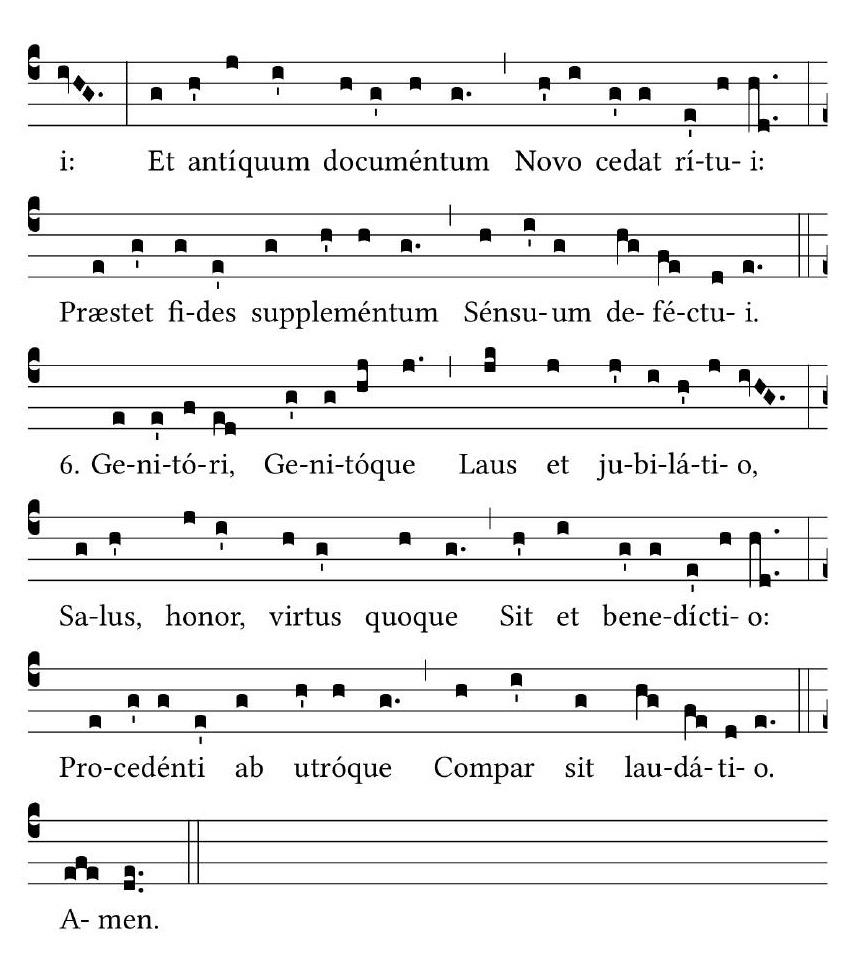 i: Et antíquum documéntum Novo cedat rí-tu- i:
Præstet fi-des suppleméntum Sénsu-um de-fé-ctu- i.
6. Ge-ni-tó-ri, Ge-ni-tóque Laus et ju-bi-lá-ti- o,
Sa-lus, honor, virtus quoque Sit et bene-dícti- o:
Pro-cedénti ab utróque Compar sit lau-dá-ti- o.
A- men.